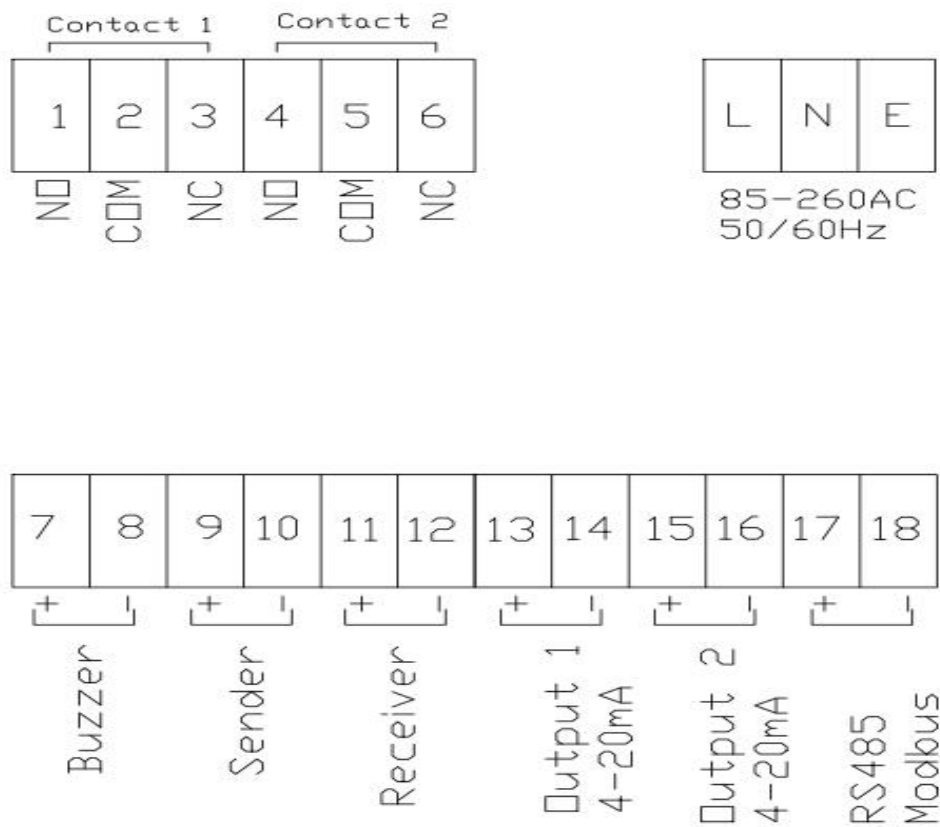 Contact 1 Contact 2
1 2 3 4 5 6
NO COM NC NO COM NC
L N E
85-260AC
50/60Hz
7 8 9 10 11 12 13 14 15 16 17 18
+ - + - + - + - + - + -
Buzzer
Sender
Receiver
Output 1
4-20mA
Output 2
4-20mA
RS485
Modbus